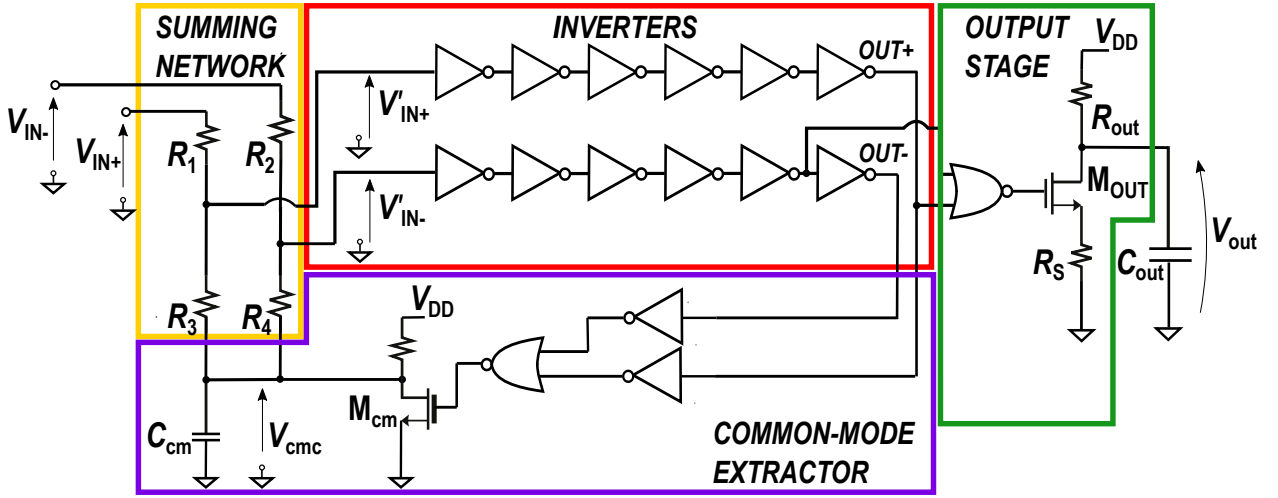 SUMMING
NETWORK
INVERTERS
OUTPUT
STAGE
OUT+
VDD
VIN-
VIN+
V'IN+
R1
R2
Rout
OUT-
MOUT
V'IN-
Vout
RS
Cout
R3
R4
VDD
Mcm
Ccm
Vcmc
COMMON-MODE
EXTRACTOR